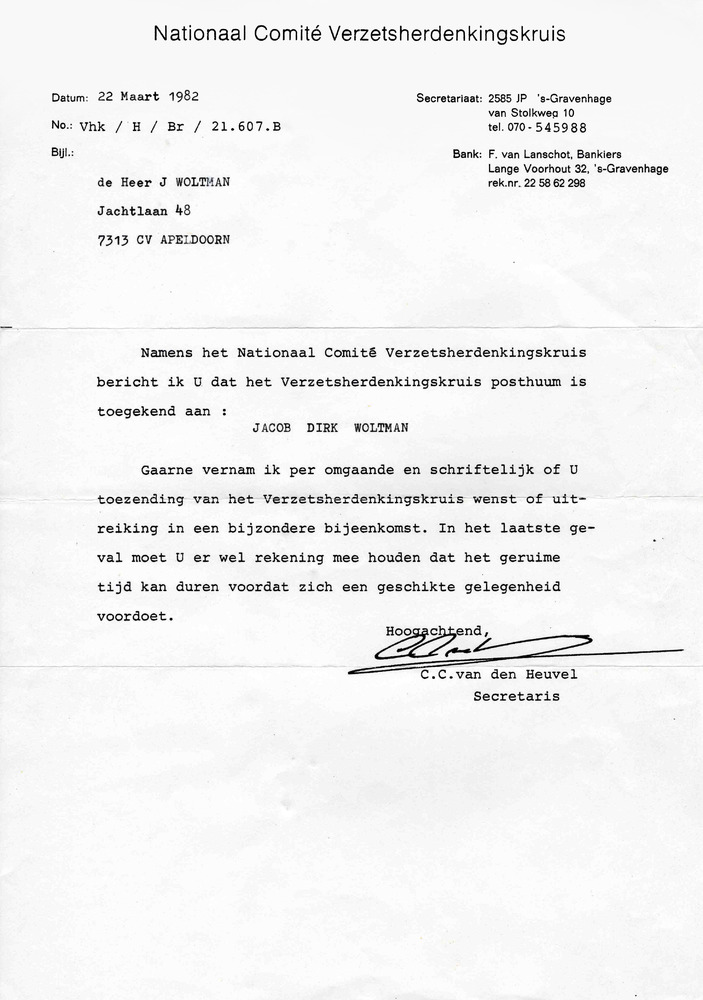 Nationaal Comité Verzetsherdenkingskruis
Datum: 22 Maart 1982
No.: Vhk / H / Br / 21.607.B
Bijl.:
Secretariaat: 2585 JP 's-Gravenhage
van Stolkweg 10
tel. 070 - 545988
Bank: F. van Lanschot, Bankiers
Lange Voorhout 32, 's-Gravenhage
rek.nr. 22 58 62 298
de Heer J WOLTMAN
Jachtlaan 48
7313 CV APELDOORN
Namens het Nationaal Comité Verzetsherdenkingskruis
bericht ik U dat het Verzetsherdenkingskruis posthuum is
toegekend aan :
JACOB DIRK WOLTMAN
Gaarne vernam ik per omgaande en schriftelijk of U
toezending van het Verzetsherdenkingskruis wenst of uit-
reiking in een bijzondere bijeenkomst. In het laatste ge-
val moet U er wel rekening mee houden dat het geruime
tijd kan duren voordat zich een geschikte gelegenheid
voordoet.
Hoogachtend,
C.C.van den Heuvel
Secretaris